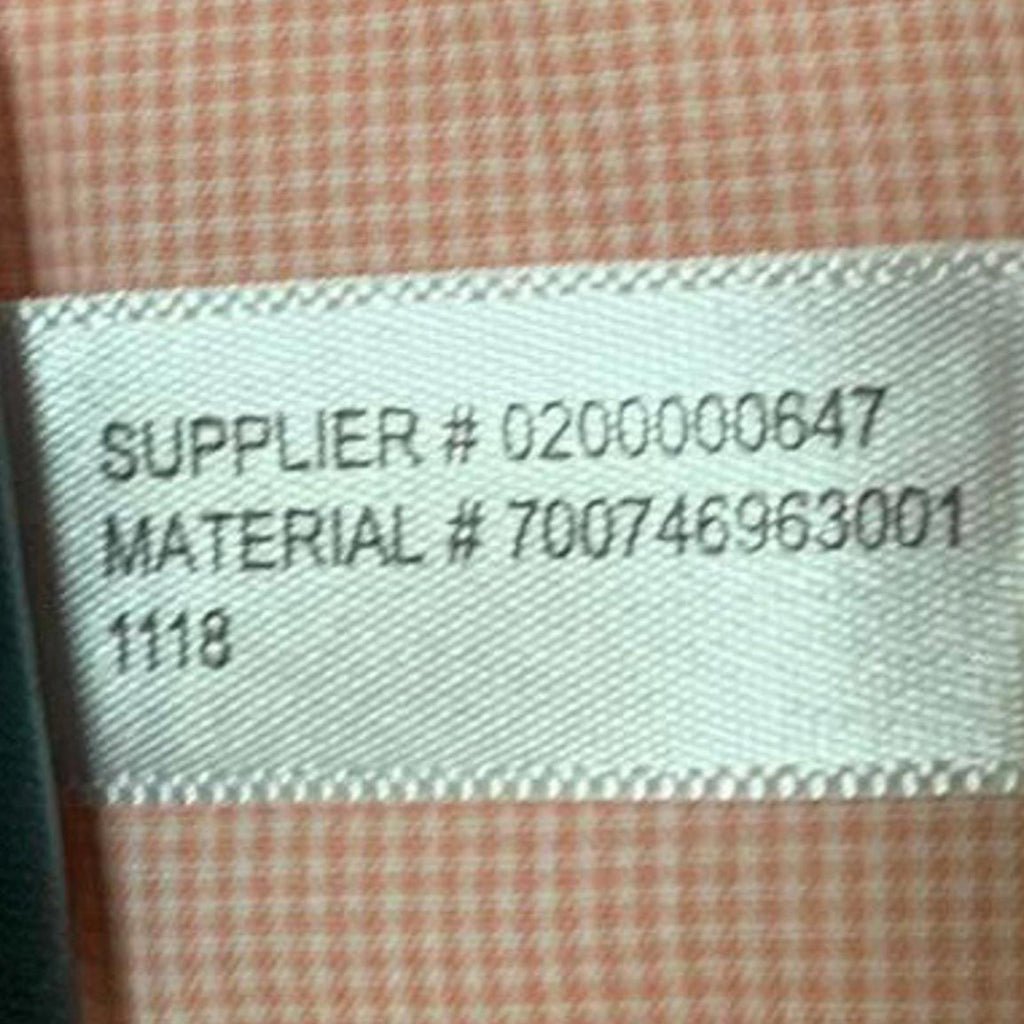 SUPPLIER # 0200000647
MATERIAL # 700746963001
1118